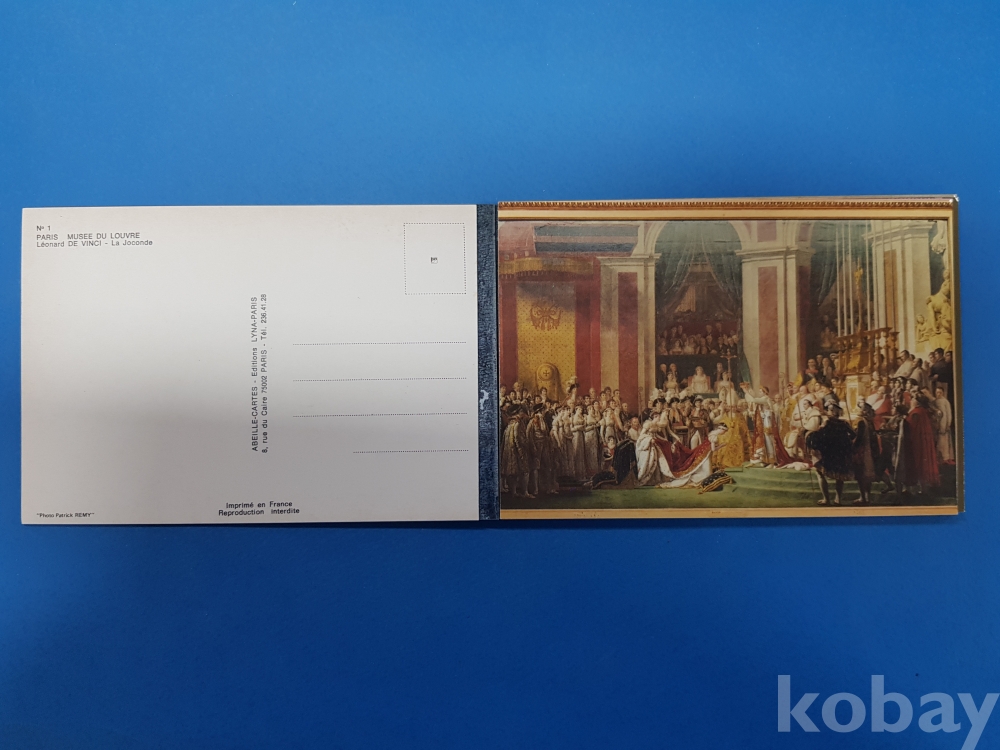 Nº 1
PARIS MUSEE DU LOUVRE
Léonard DE VINCI - La Joconde
ABEILLE-CARTES - Editions LYNA-PARIS
8, rue du Caire 75002 PARIS - Tél. 236.41.28
Imprimé en France
Reproduction interdite
"Photo Patrick REMY"
kobay